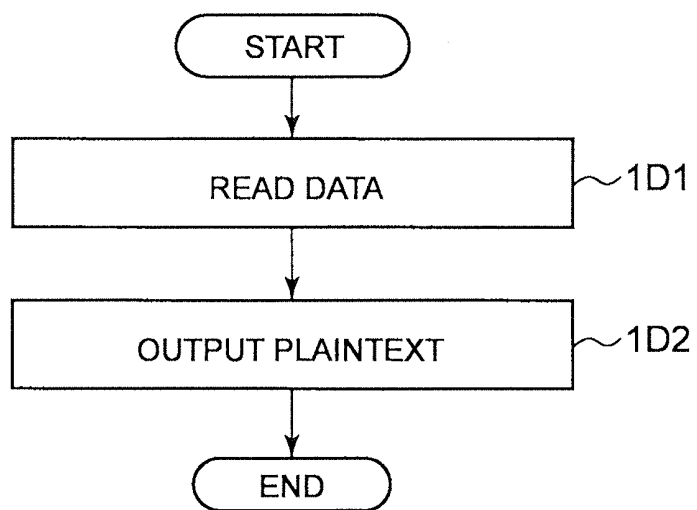 START
READ DATA
1D1
OUTPUT PLAINTEXT
1D2
END